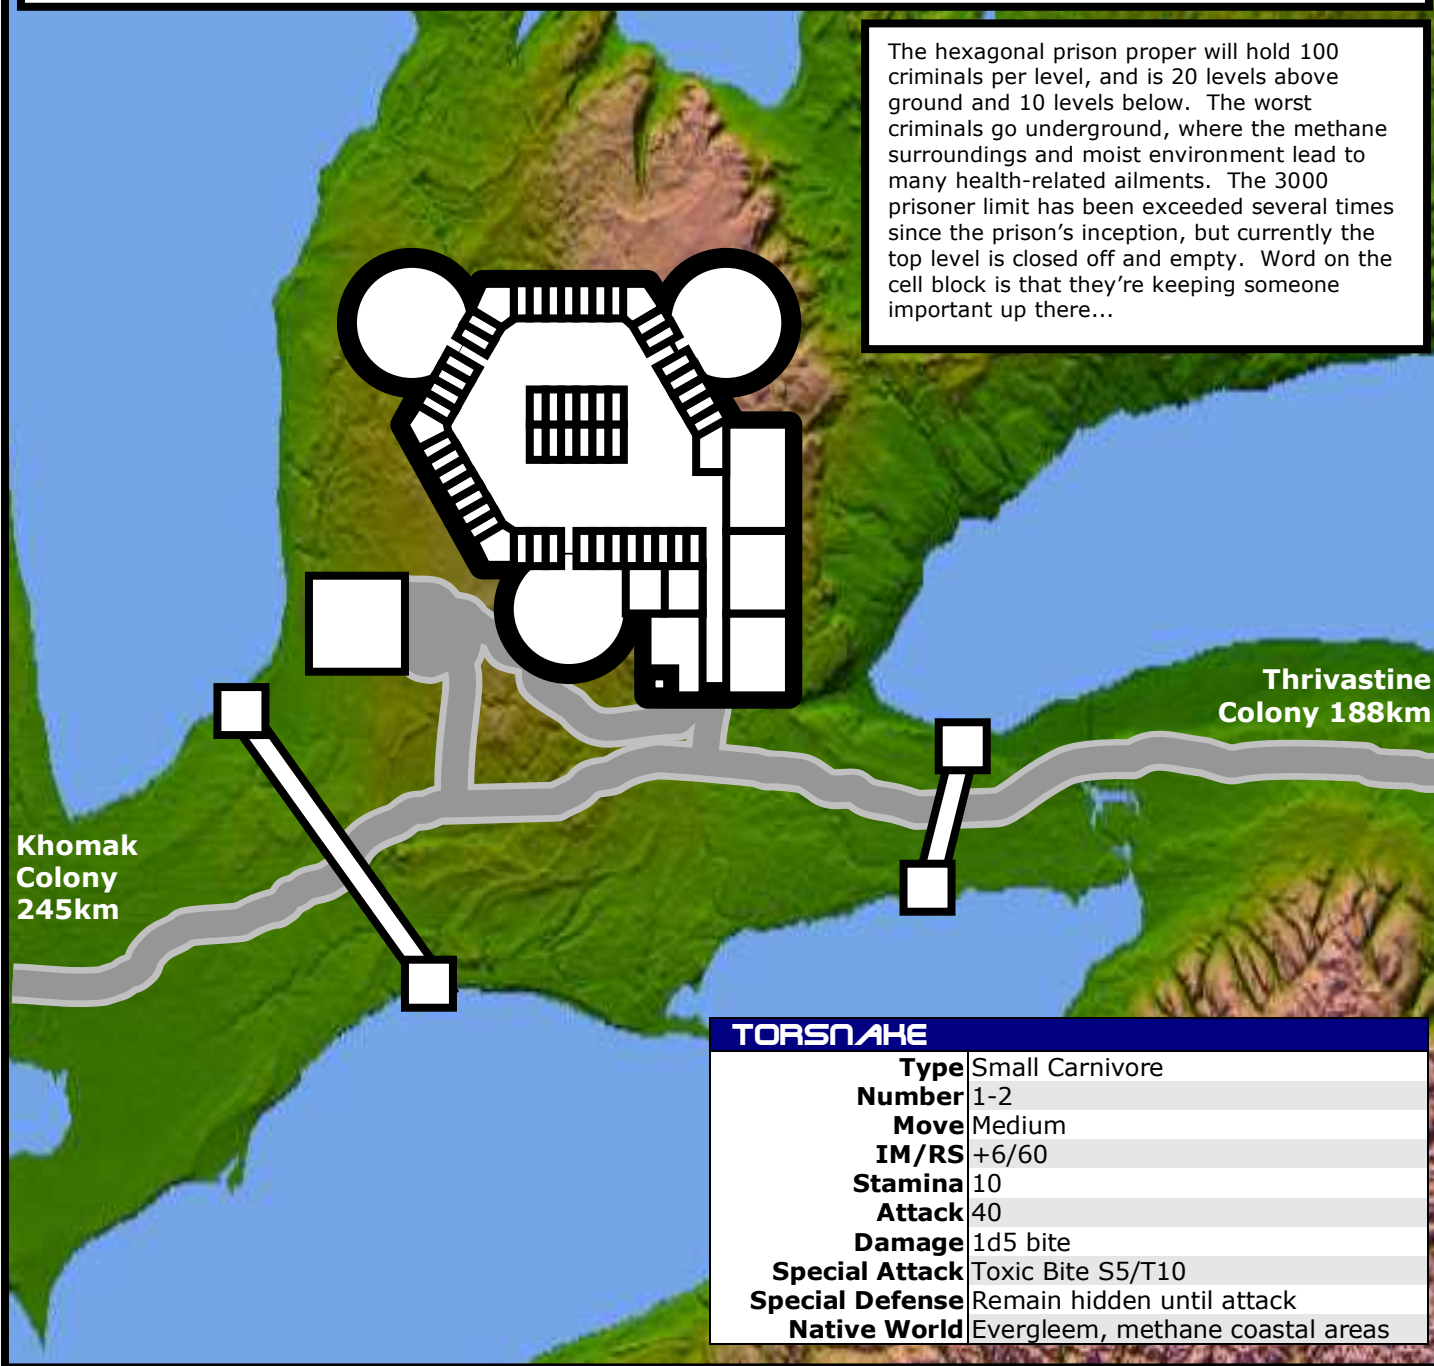 The hexagonal prison proper will hold 100
criminals per level, and is 20 levels above
ground and 10 levels below.  The worst
criminals go underground, where the methane
surroundings and moist environment lead to
many health-related ailments.  The 3000
prisoner limit has been exceeded several times
since the prison's inception, but currently the
top level is closed off and empty.  Word on the
cell block is that they're keeping someone
important up there...
Thrivastine
Colony 188km
Khomak
Colony
245km
TORSNAKE
Type Small Carnivore
Number 1-2
Move Medium
IM/RS +6/60
Stamina 10
Attack 40
Damage 1d5 bite
Special Attack Toxic Bite S5/T10
Special Defense Remain hidden until attack
Native World Evergleem, methane coastal areas